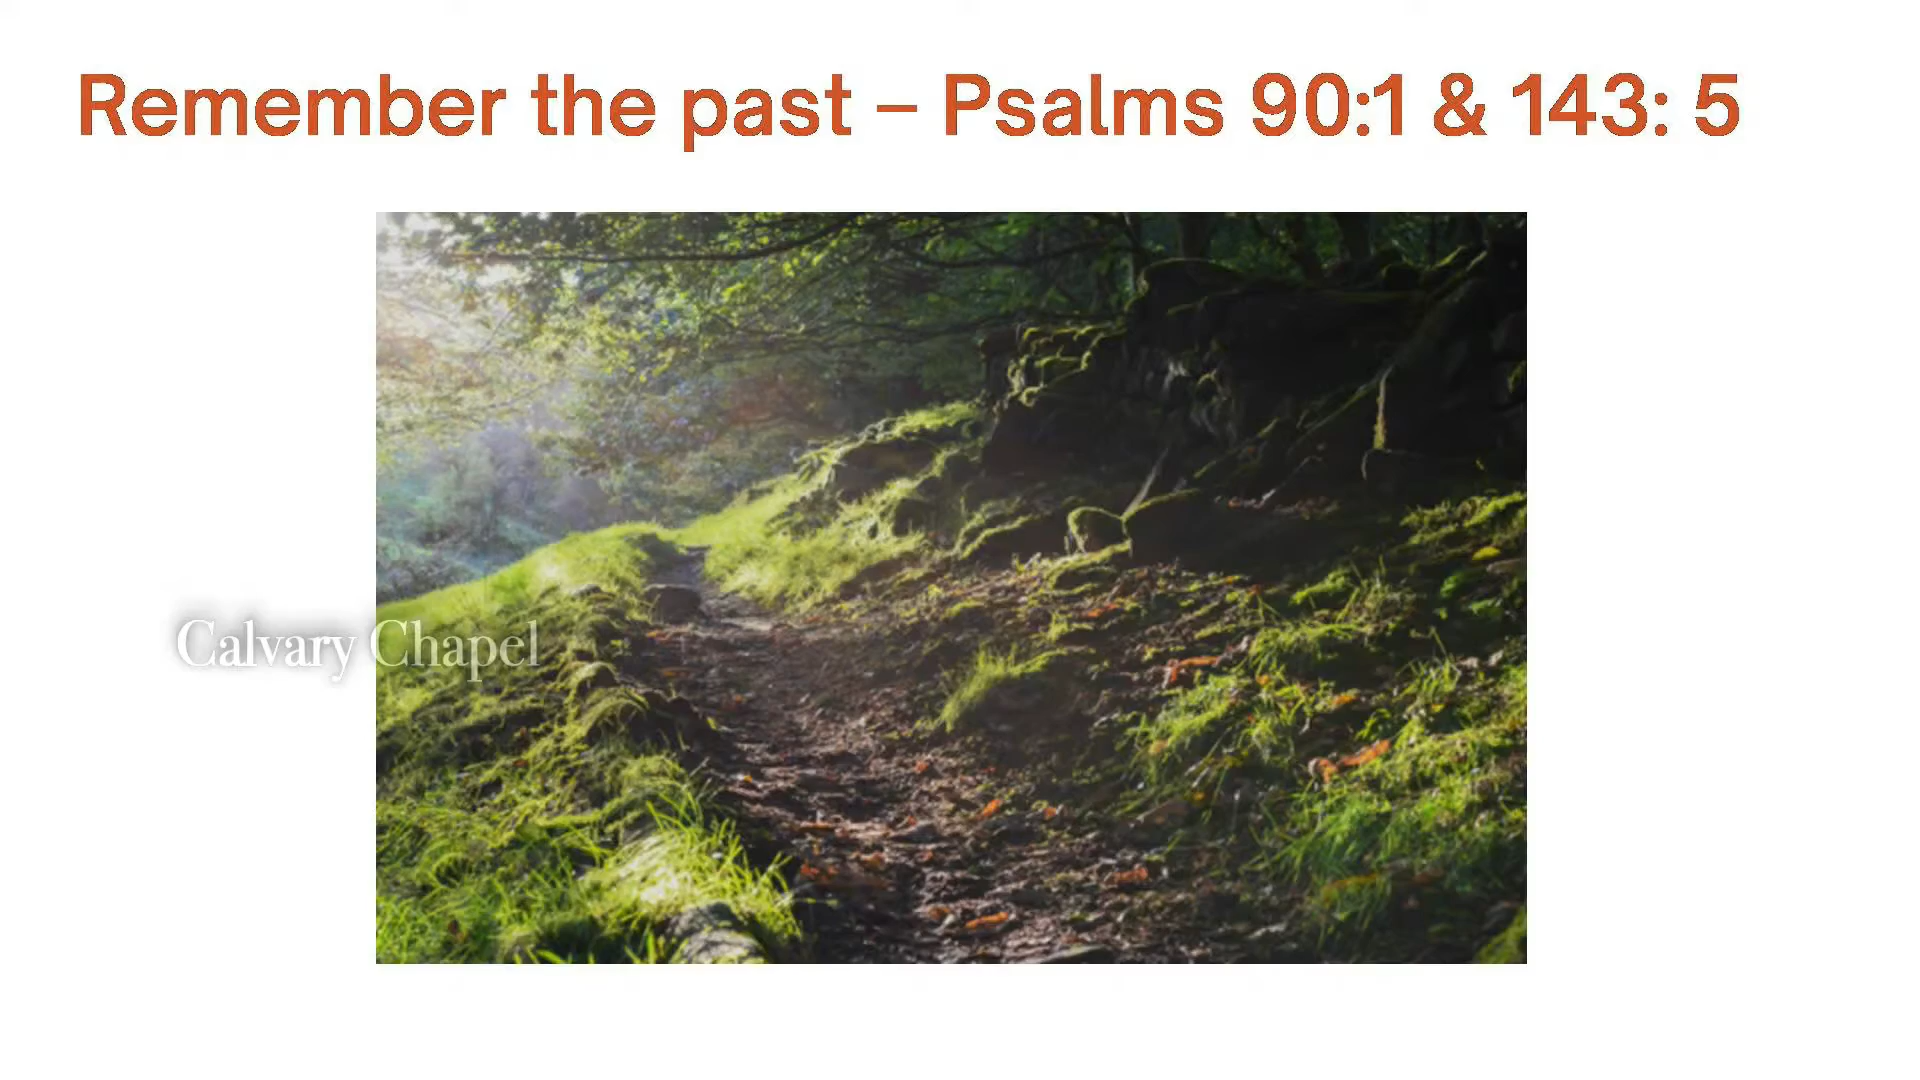 Remember the past – Psalms 90:1 & 143: 5
Calvary Chapel